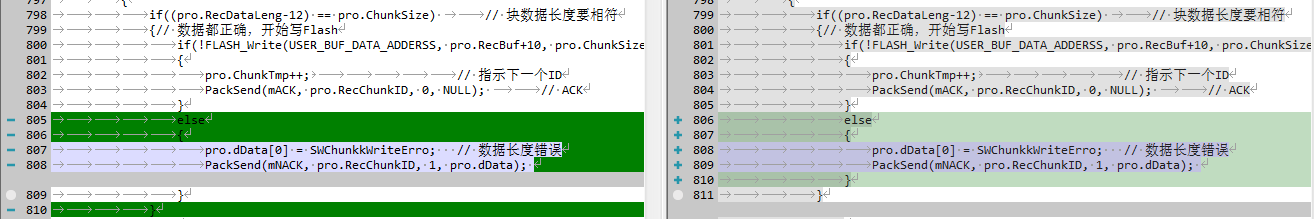 797 {
798 if((pro.RecDataLeng-12) == pro.ChunkSize) // 块数据长度要相符
799 {// 数据都正确，开始写Flash
800 if(!FLASH_Write(USER_BUF_DATA_ADDERSS, pro.RecBuf+10, pro.ChunkSize
801 {
802 pro.ChunkTmp++; // 指示下一个ID
803 PackSend(mACK, pro.RecChunkID, 0, NULL); // ACK
804 }
805 else
806 {
807 pro.dData[0] = SWChunkkWriteErro; // 数据长度错误
808 PackSend(mNACK, pro.RecChunkID, 1, pro.dData);
809 }
810 }
798 {
799 if((pro.RecDataLeng-12) == pro.ChunkSize) // 块数据长度要相符
800 {// 数据都正确，开始写Flash
801 if(!FLASH_Write(USER_BUF_DATA_ADDERSS, pro.RecBuf+10, pro.ChunkSize
802 {
803 pro.ChunkTmp++; // 指示下一个ID
804 PackSend(mACK, pro.RecChunkID, 0, NULL); // ACK
805 }
806 else
807 {
808 pro.dData[0] = SWChunkkWriteErro; // 数据长度错误
809 PackSend(mNACK, pro.RecChunkID, 1, pro.dData);
810 }
811 }